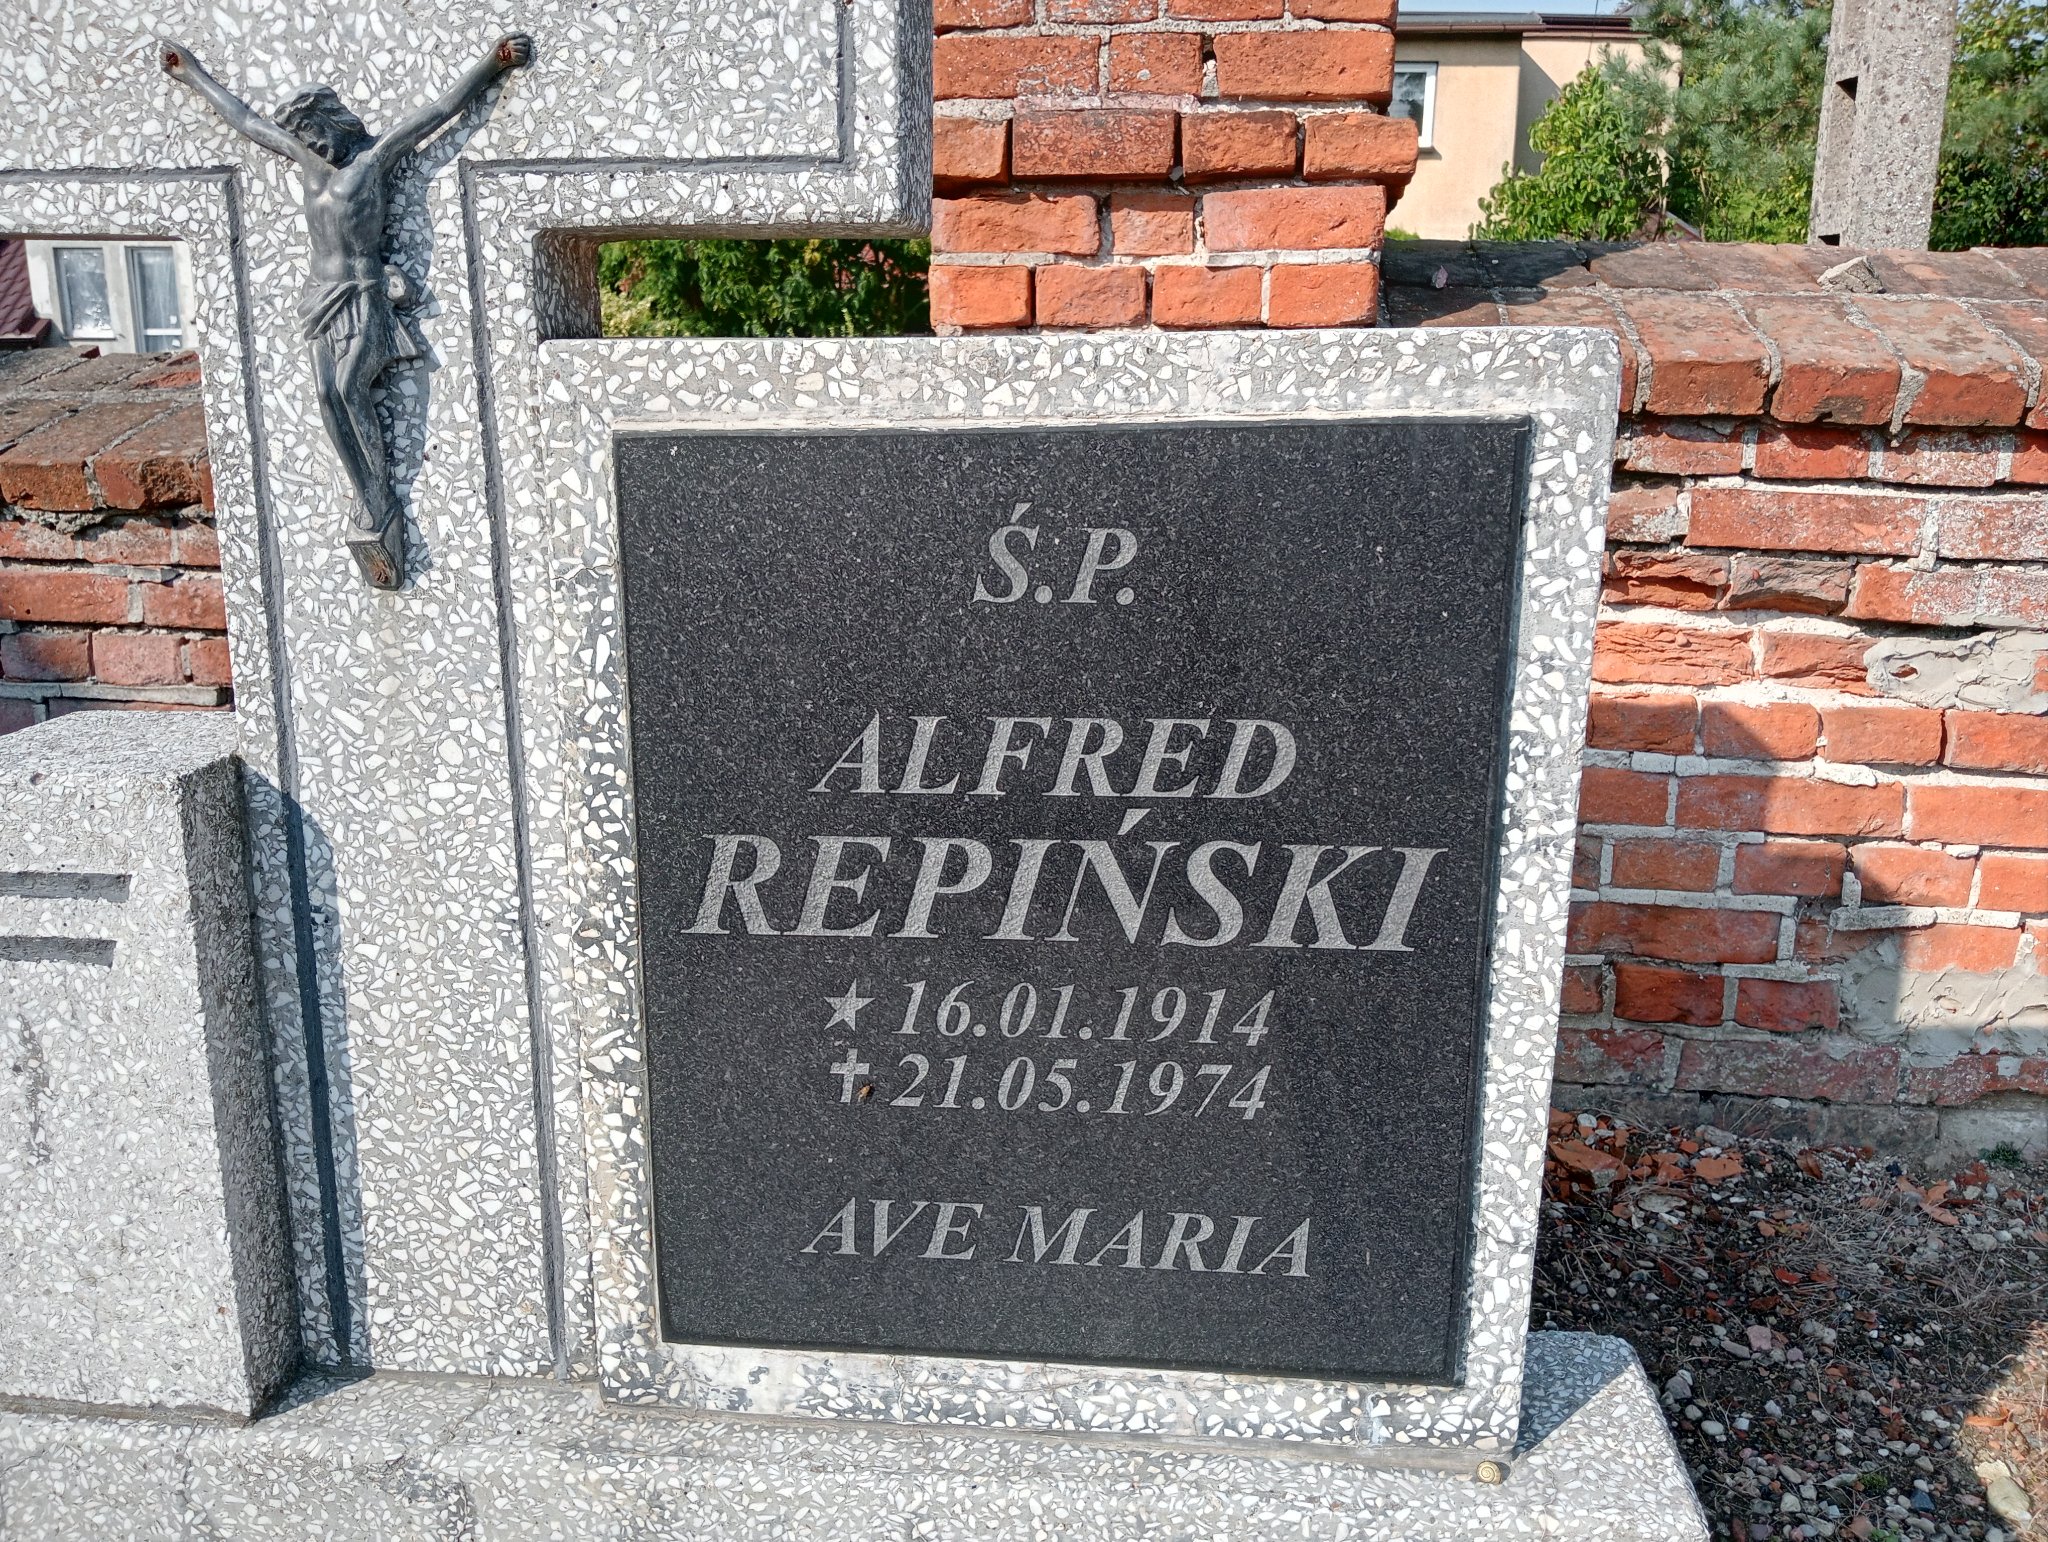 Ś.P.
ALFRED
REPIŃSKI
★ 16.01.1914
✝ 21.05.1974
AVE MARIA